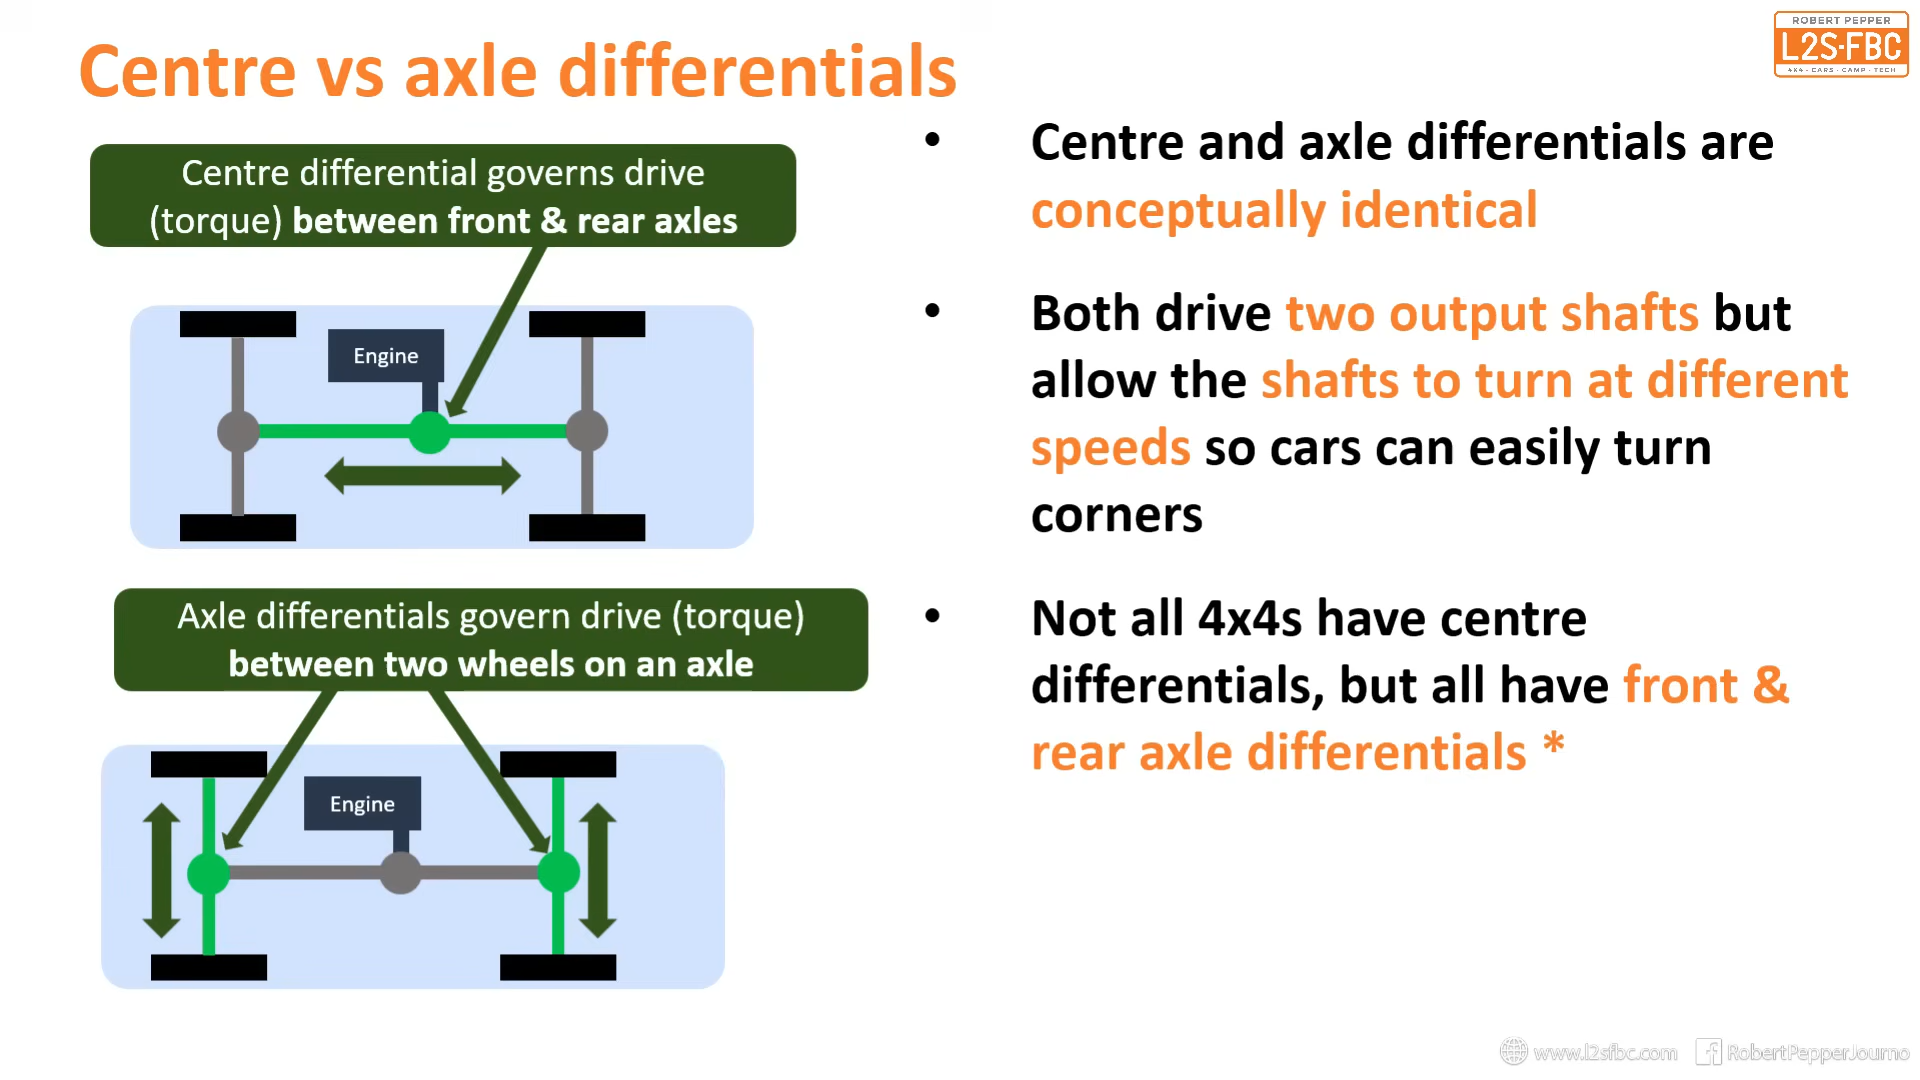 Centre vs axle differentials
ROBERT PEPPER
L2S-FBC
4X4 - CARS - CAMP - TECH
Centre differential governs drive
(torque) between front & rear axles
Engine
Axle differentials govern drive (torque)
between two wheels on an axle
Engine
• Centre and axle differentials are
conceptually identical
• Both drive two output shafts but
allow the shafts to turn at different
speeds so cars can easily turn
corners
• Not all 4x4s have centre
differentials, but all have front &
rear axle differentials *
www.l2sfbc.com RobertPepperJourno